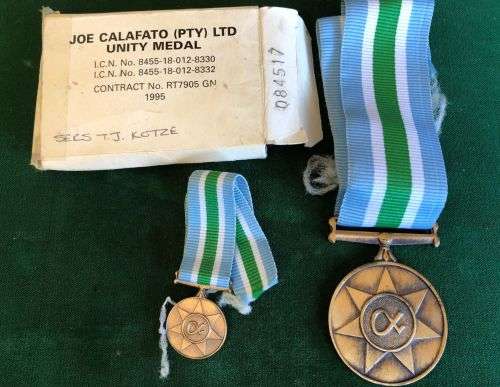 JOE CALAFATO (PTY) LTD
UNITY MEDAL
I.C.N. No. 8455-18-012-8330
I.C.N. No. 8455-18-012-8332
CONTRACT No. RT7905 GN
1995
SERS T.J. KOTZE
084517
α
α